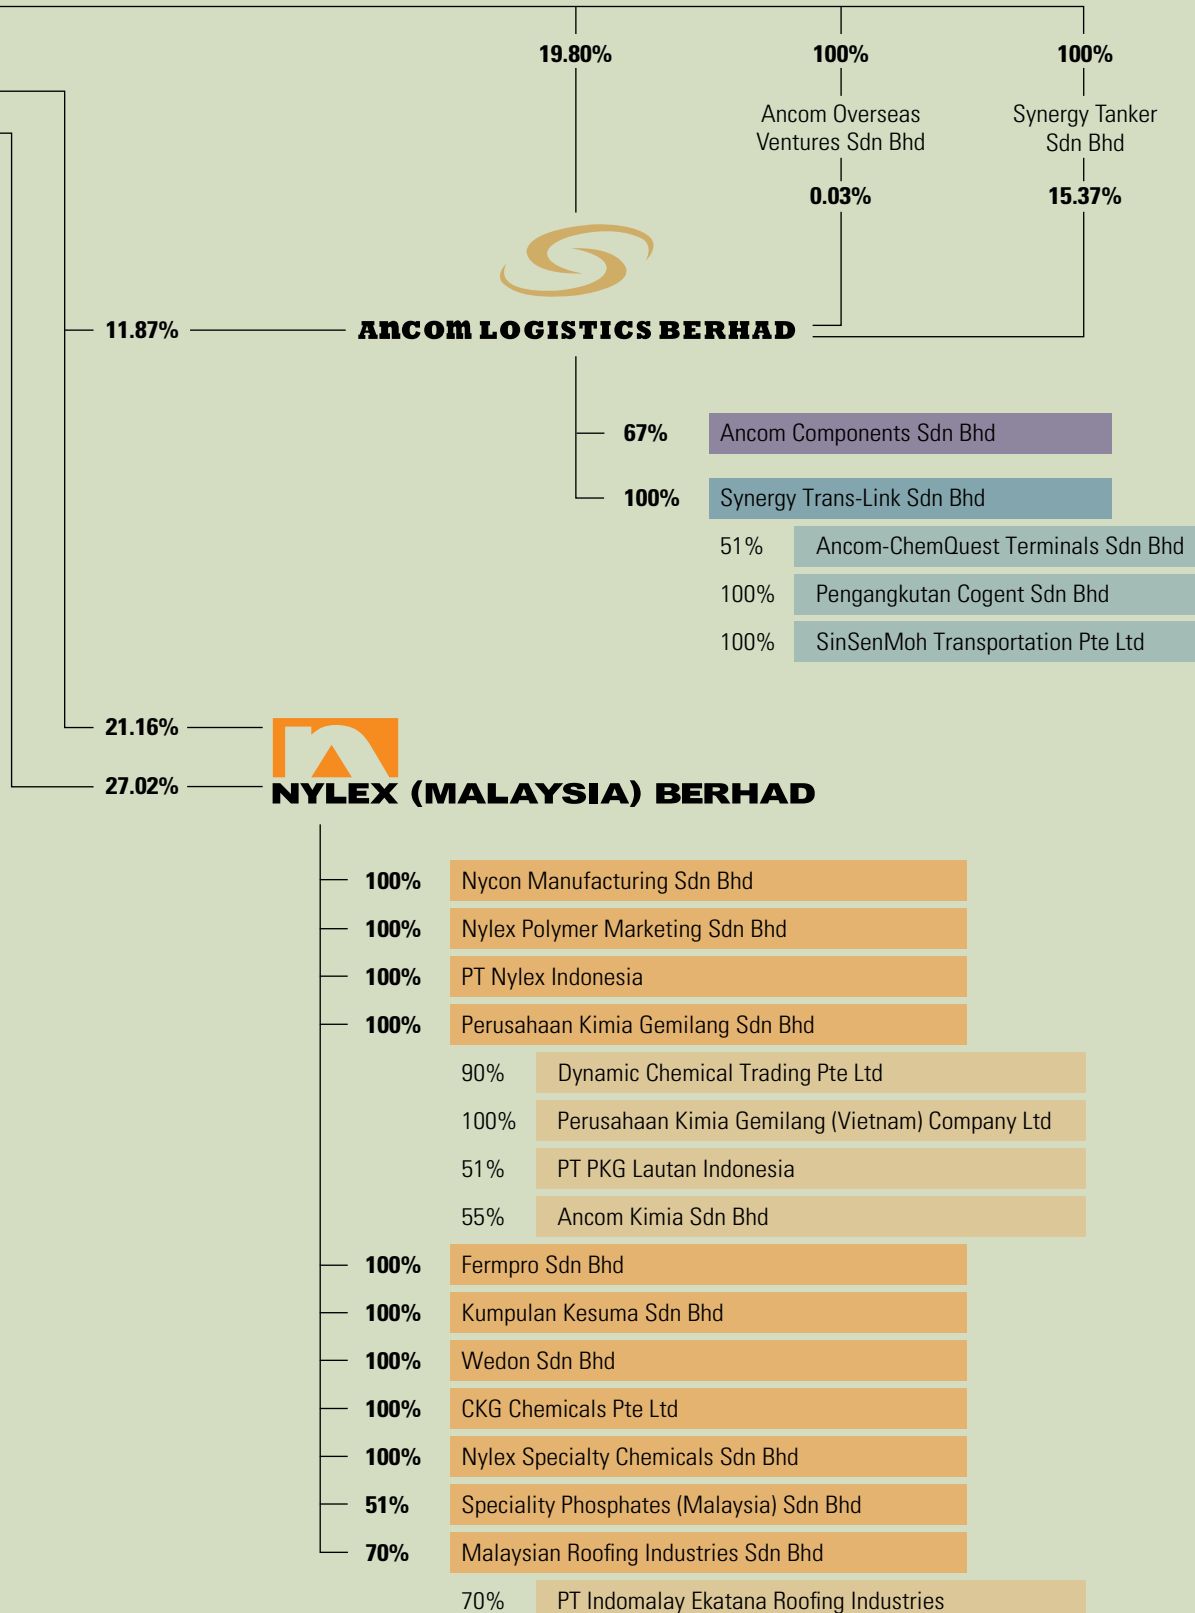 19.80%
100%
100%
Ancom Overseas
Ventures Sdn Bhd
Synergy Tanker
Sdn Bhd
0.03%
15.37%
11.87%
ANCOM LOGISTICS BERHAD
67% Ancom Components Sdn Bhd
100% Synergy Trans-Link Sdn Bhd
51% Ancom-ChemQuest Terminals Sdn Bhd
100% Pengangkutan Cogent Sdn Bhd
100% SinSenMoh Transportation Pte Ltd
21.16%
27.02%
NYLEX (MALAYSIA) BERHAD
100% Nycon Manufacturing Sdn Bhd
100% Nylex Polymer Marketing Sdn Bhd
100% PT Nylex Indonesia
100% Perusahaan Kimia Gemilang Sdn Bhd
90% Dynamic Chemical Trading Pte Ltd
100% Perusahaan Kimia Gemilang (Vietnam) Company Ltd
51% PT PKG Lautan Indonesia
55% Ancom Kimia Sdn Bhd
100% Fermpro Sdn Bhd
100% Kumpulan Kesuma Sdn Bhd
100% Wedon Sdn Bhd
100% CKG Chemicals Pte Ltd
100% Nylex Specialty Chemicals Sdn Bhd
51% Speciality Phosphates (Malaysia) Sdn Bhd
70% Malaysian Roofing Industries Sdn Bhd
70% PT Indomalay Ekatana Roofing Industries